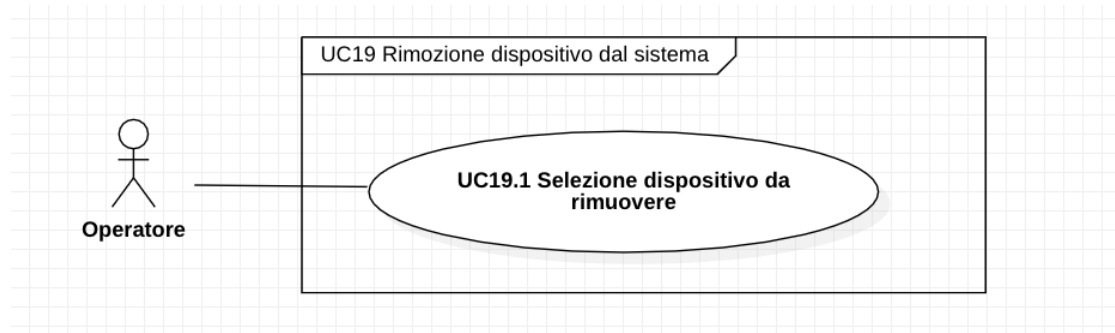 UC19 Rimozione dispositivo dal sistema
UC19.1 Selezione dispositivo da
rimuovere
Operatore